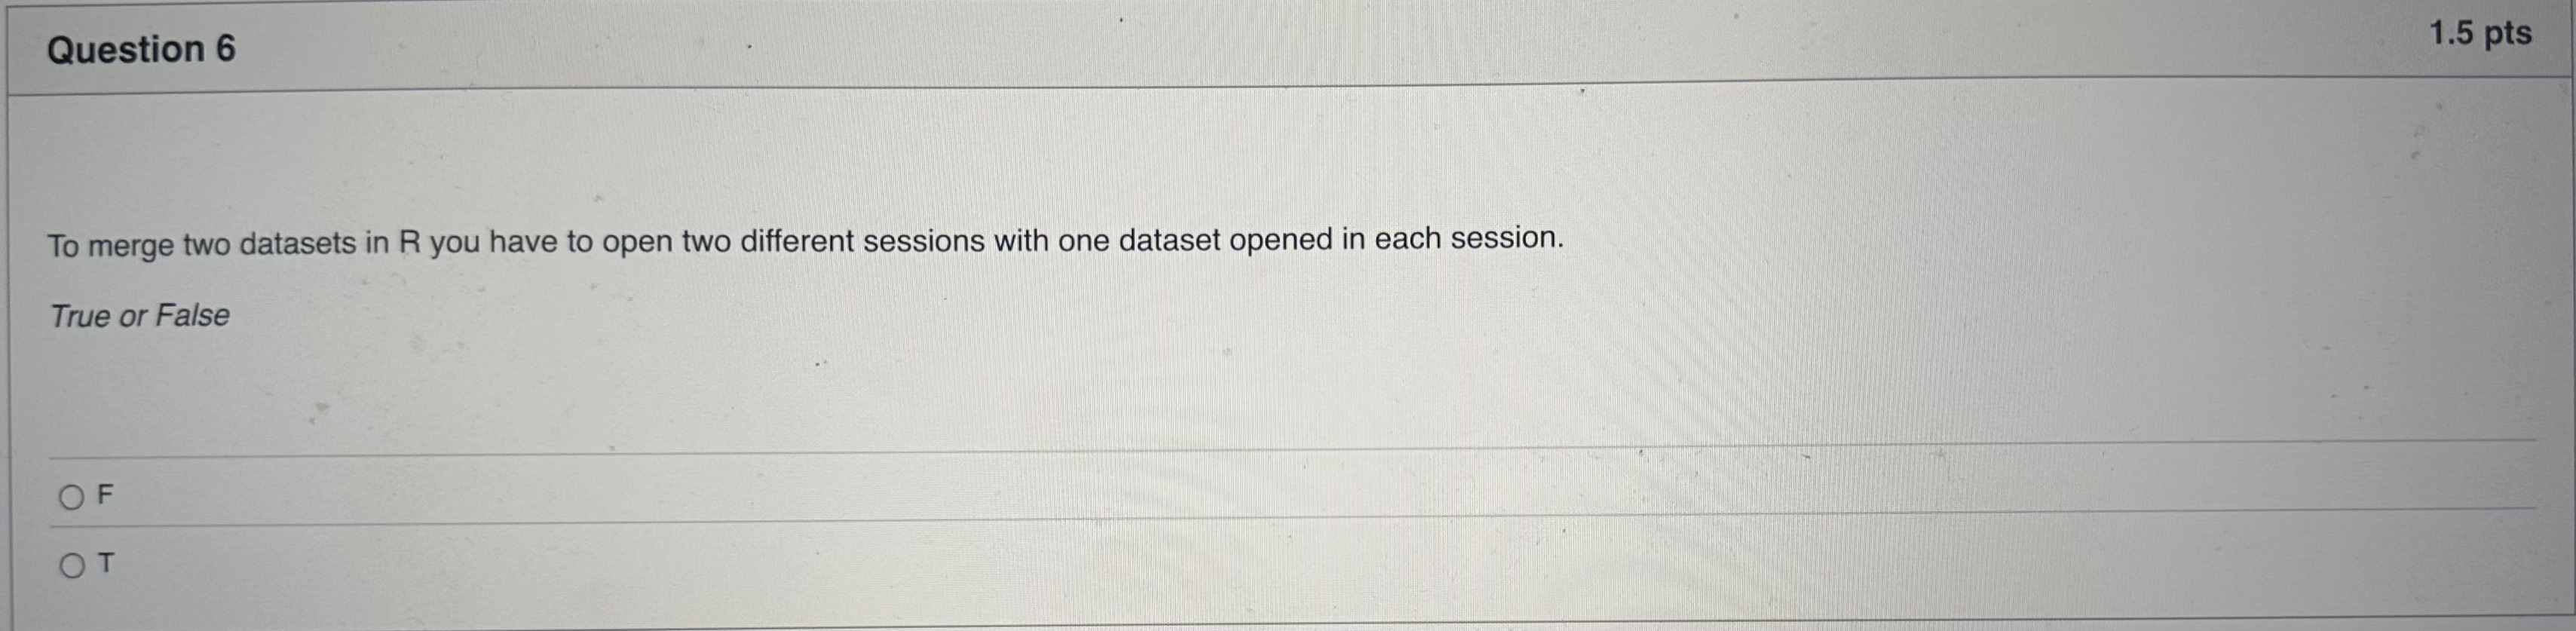 Question 6
1.5 pts
To merge two datasets in R you have to open two different sessions with one dataset opened in each session.
True or False
F
T